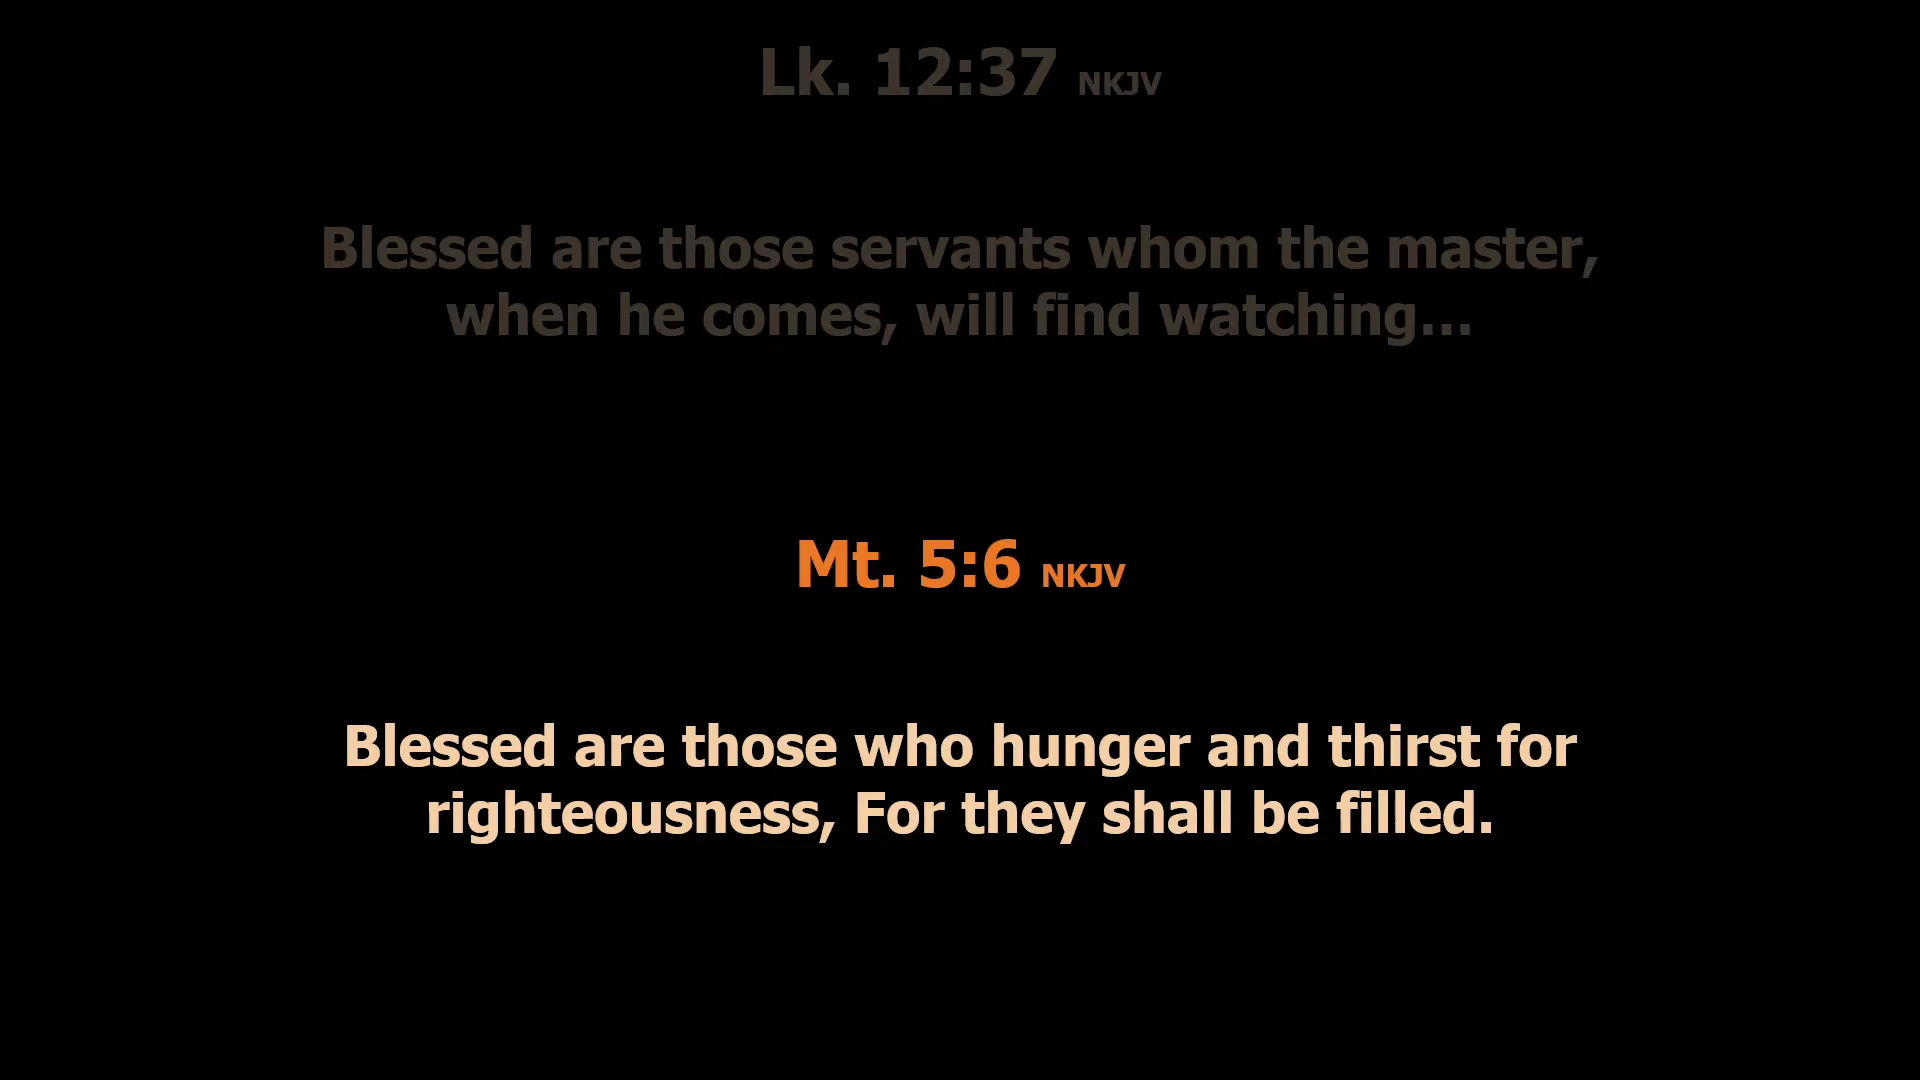 Lk. 12:37 NKJV
Blessed are those servants whom the master,
when he comes, will find watching...
Mt. 5:6 NKJV
Blessed are those who hunger and thirst for
righteousness, For they shall be filled.